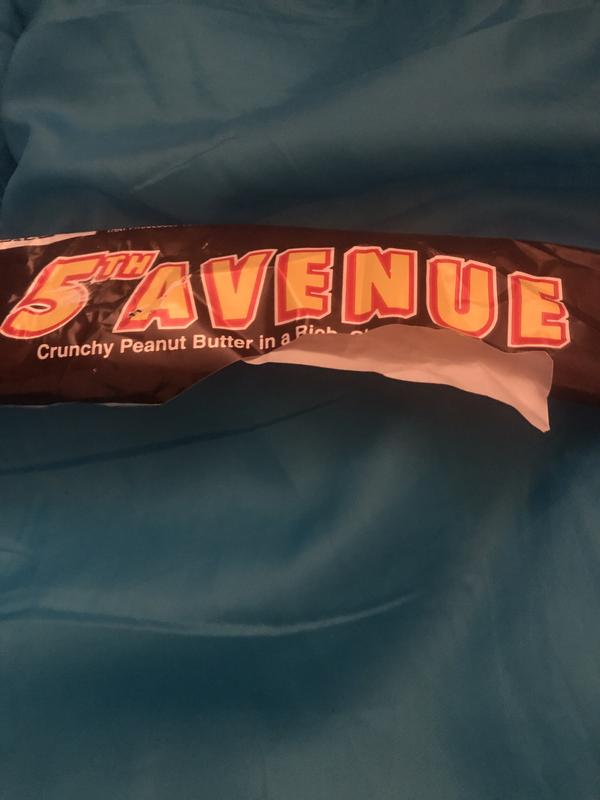 5TH AVENUE
Crunchy Peanut Butter in a Rich